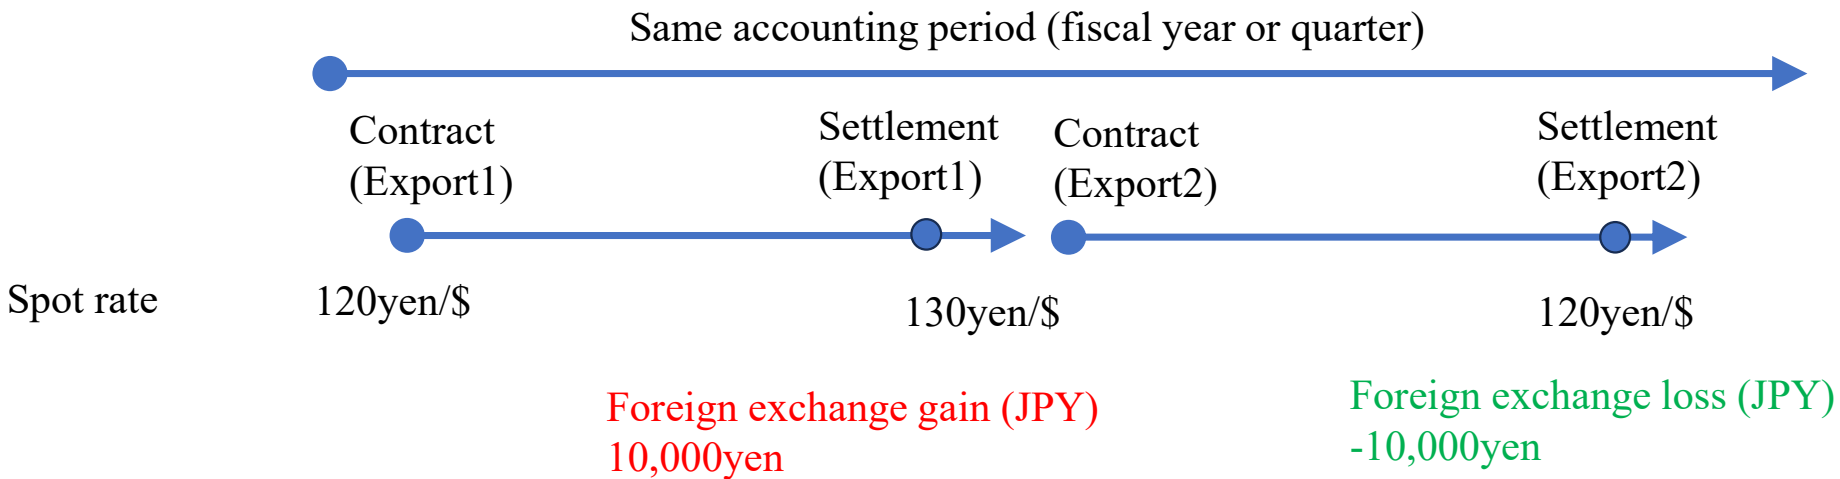 Same accounting period (fiscal year or quarter)
Contract
(Export1)
Settlement
(Export1)
Contract
(Export2)
Settlement
(Export2)
Spot rate
120yen/$
130yen/$
120yen/$
Foreign exchange gain (JPY)
10,000yen
Foreign exchange loss (JPY)
-10,000yen